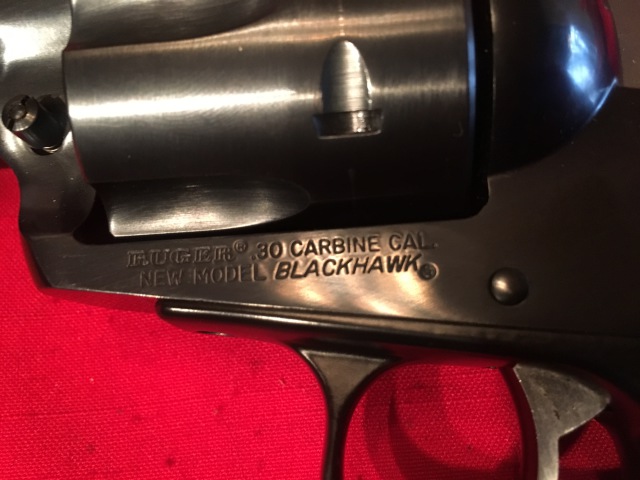 RUGER® .30 CARBINE CAL.
NEW MODEL BLACKHAWK®